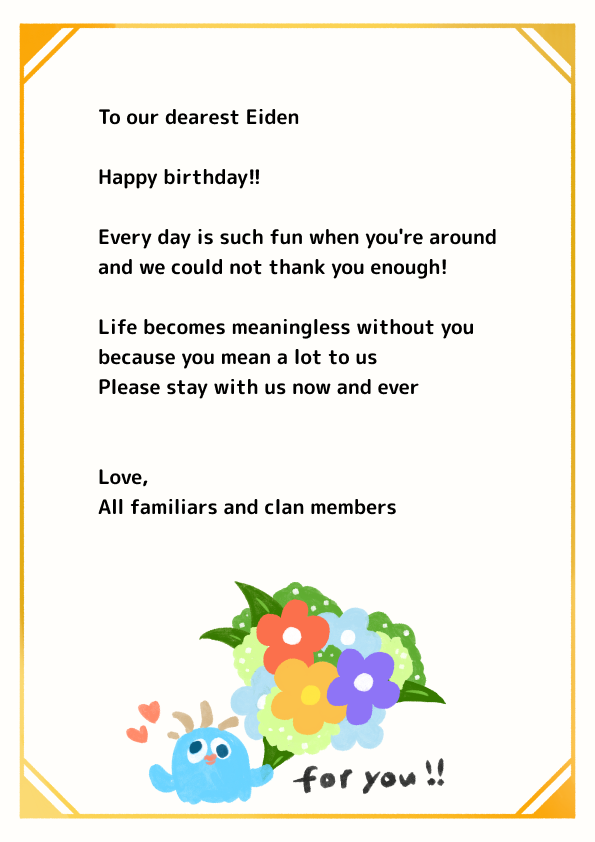 To our dearest Eiden
Happy birthday!!
Every day is such fun when you're around
and we could not thank you enough!
Life becomes meaningless without you
because you mean a lot to us
Please stay with us now and ever
Love,
All familiars and clan members
for you!!